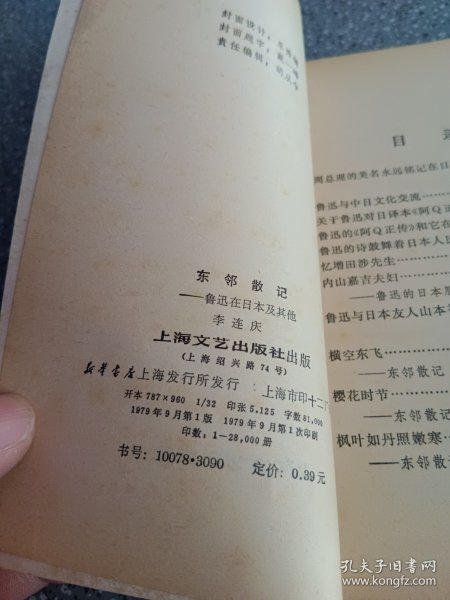 封面设计:
封面题字:
责任编辑:
东邻散记
——鲁迅在日本及其他
李连庆
上海文艺出版社出版
(上海绍兴路74号)
新华书店上海发行所发行 上海市印十二厂
开本787×960 1/32 印张5.125 字数81,000
1979年9月第1版 1979年9月第1次印刷
印数:1—28,000册
书号:10078·3090 定价:0.39元
目
周总理的美名永远铭记在日
鲁迅与中日文化交流
关于鲁迅对日译本《阿Q正
鲁迅的《阿Q正传》和它在
鲁迅的诗鼓舞着日本人民
忆增田涉先生
内山嘉吉夫妇
——鲁迅的日本朋
鲁迅与日本友人山本
横空东飞
——东邻散记
樱花时节
——东邻散记
枫叶如丹照嫩寒
——东邻散记
孔夫子旧书网
www.kongfz.com